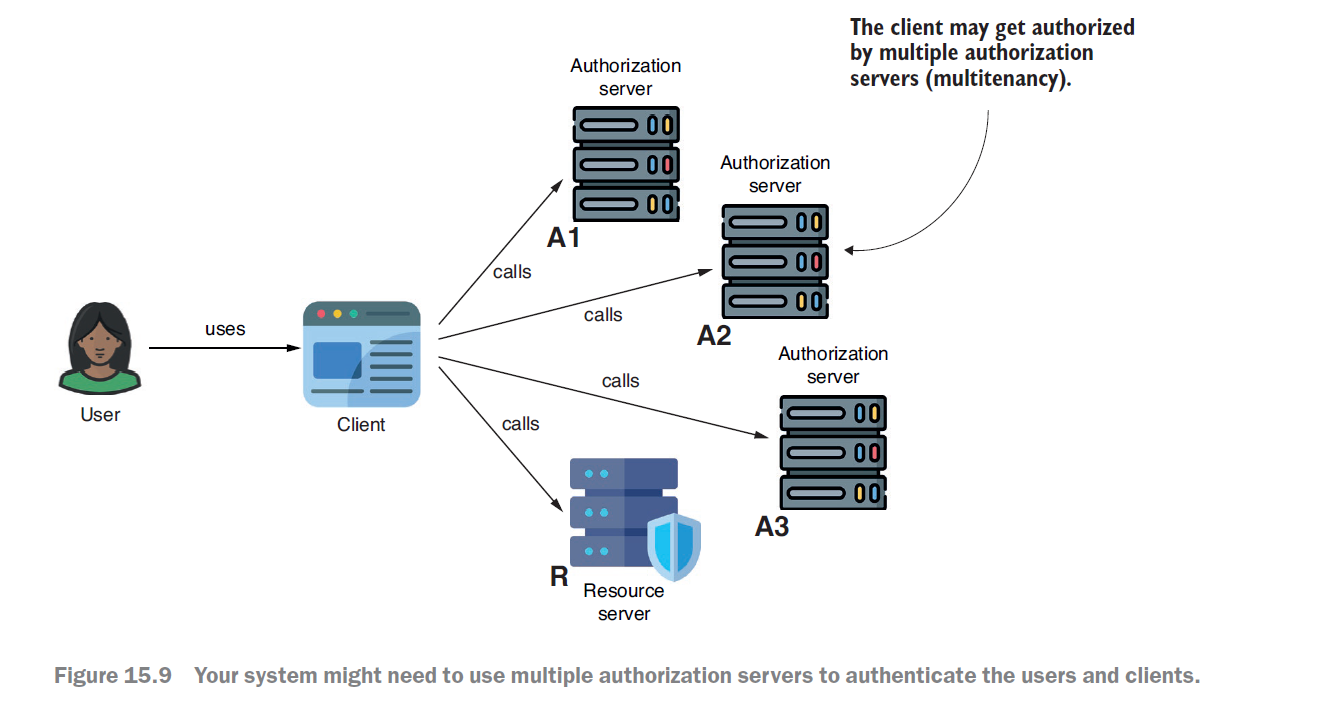 The client may get authorized
by multiple authorization
servers (multitenancy).
Authorization
server
A1
calls
Authorization
server
A2
calls
uses
User
Client
Authorization
server
A3
calls
calls
R
Resource
server
Figure 15.9 Your system might need to use multiple authorization servers to authenticate the users and clients.